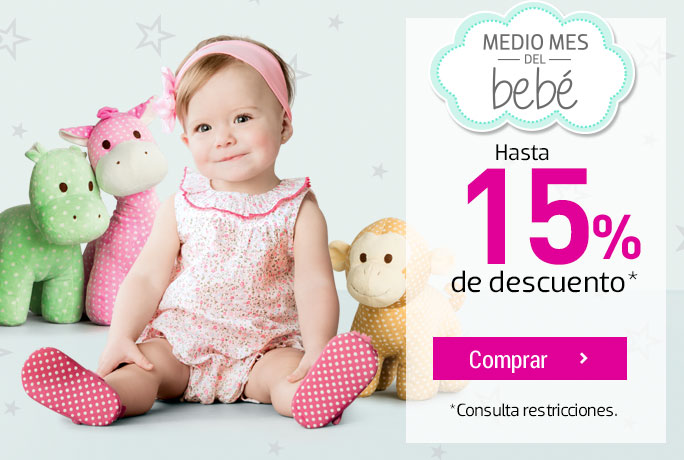 MEDIO MES
DEL
bebé
Hasta
15%
de descuento*
Comprar >
*Consulta restricciones.